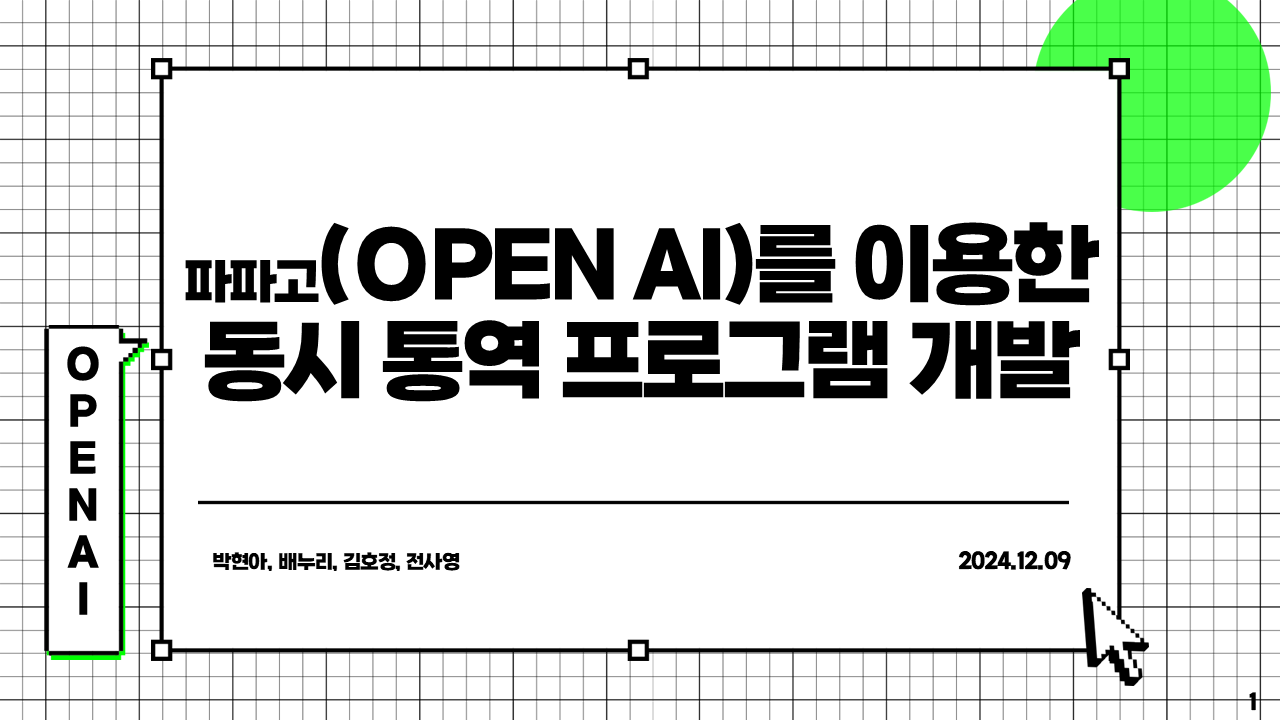 파파고(OPEN AI)를 이용한
동시 통역 프로그램 개발
OPENAI
박현아, 배누리, 김호정, 전사영
2024.12.09
1